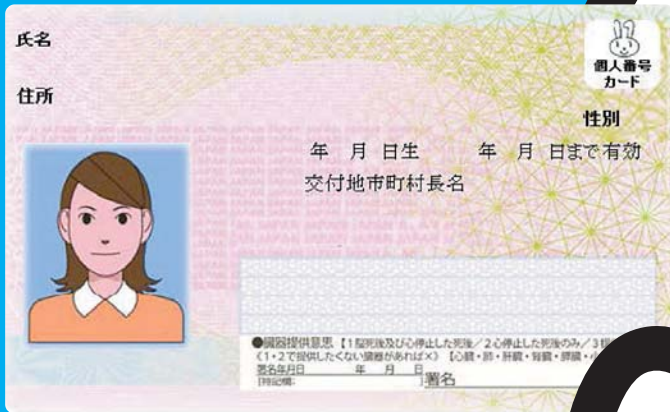 氏名
個人番号
カード
住所
性別
年 月 日生 年 月 日まで有効
交付地市町村長名
●臓器提供意思【1脳死後及び心停止した死後／2心停止した死後のみ／3
《1・2で提供したくない臓器があれば×》【心臓・肺・肝臓・腎臓・膵臓・小
署名年月日 年 月 日
[特記欄: ]署名